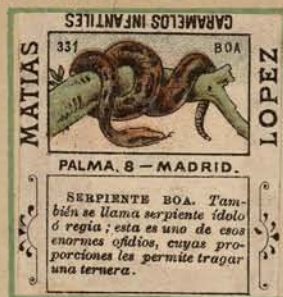 CARAMELOS INFANTILES
MATIAS
LOPEZ
331 BOA
PALMA, 8 — MADRID.
SERPIENTE BOA. Tam-
bién se llama serpiente ídolo
ó regia; esta es uno de esos
enormes ofidios, cuyas pro-
porciones les permite tragar
una ternera.